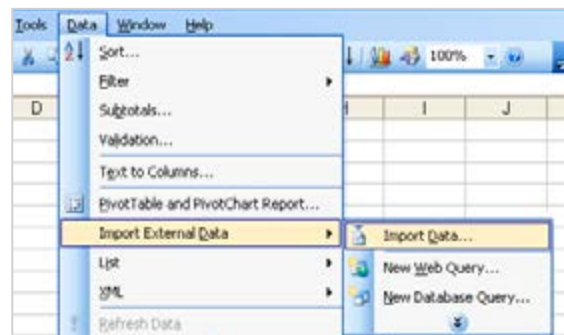 Tools Data Window Help
100%
Sort...
Filter
D Subtotals... I J
Validation...
Text to Columns...
PivotTable and PivotChart Report...
Import External Data Import Data...
List New Web Query...
XML New Database Query...
Refresh Data